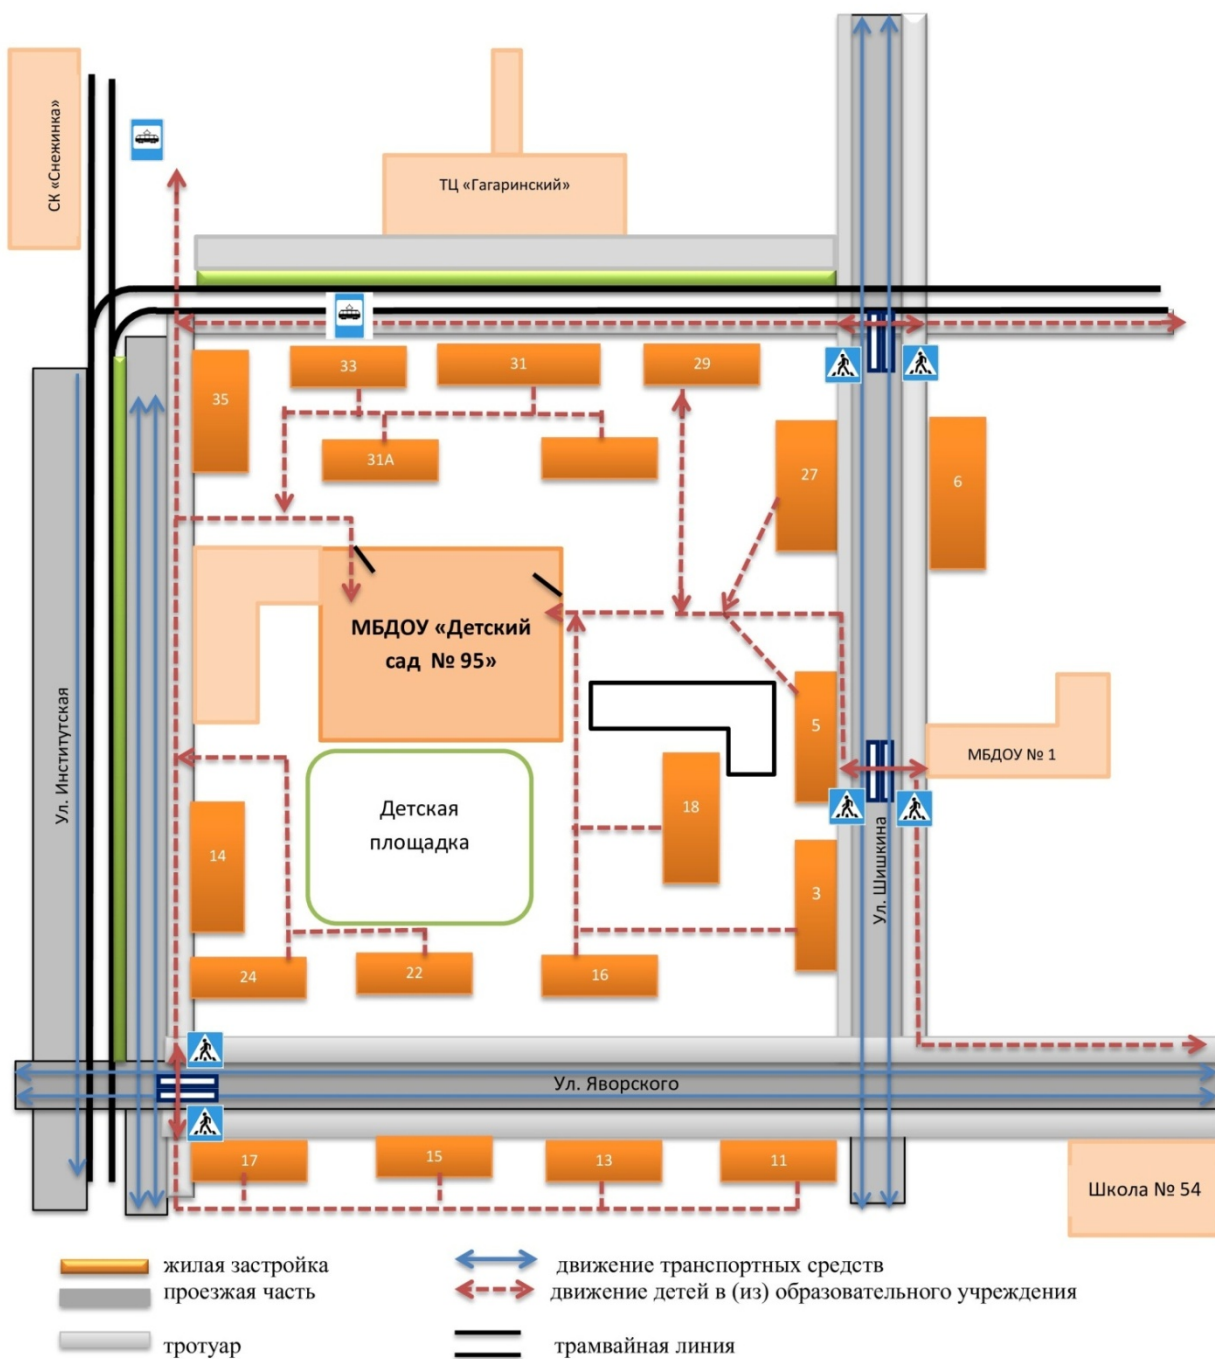 СК «Снежинка»
ТЦ «Гагаринский»
35
33
31
29
31А
27
6
МБДОУ «Детский
сад № 95»
Ул. Институтская
5
МБДОУ № 1
Детская
площадка
14
18
3
Ул. Шишкина
24
22
16
Ул. Яворского
17
15
13
11
Школа № 54
жилая застройка
движение транспортных средств
проезжая часть
движение детей в (из) образовательного учреждения
тротуар
трамвайная линия